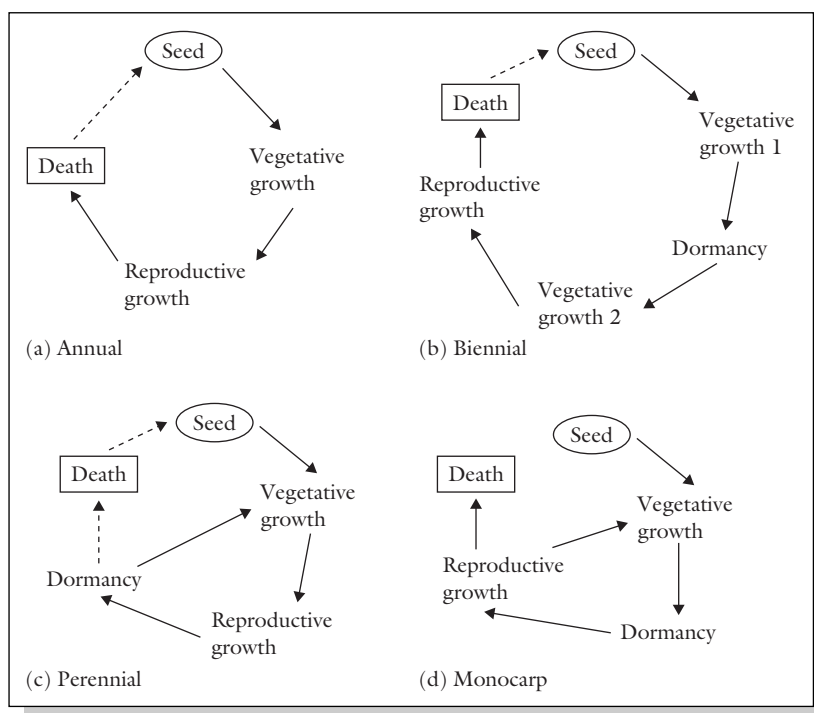 Seed
Death
Vegetative
growth
Reproductive
growth
(a) Annual
Seed
Death
Vegetative
growth 1
Reproductive
growth
Dormancy
Vegetative
growth 2
(b) Biennial
Seed
Death
Vegetative
growth
Dormancy
Reproductive
growth
(c) Perennial
Seed
Death
Vegetative
growth
Reproductive
growth
Dormancy
(d) Monocarp